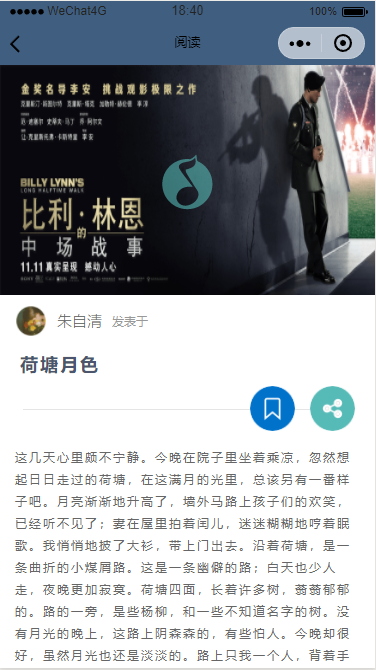 WeChat4G
18:40
100%
阅读
金奖名导李安 挑战观影极限之作
11.11 真实呈现 感动人心
BILLY LYNN'S
LONG HALFTIME WALK
比利·林恩
的
中场战事
朱自清 发表于
荷塘月色
这几天心里颇不宁静。今晚在院子里坐着乘凉，忽然想
起日日走过的荷塘，在这满月的光里，总该另有一番样
子吧。月亮渐渐地升高了，墙外马路上孩子们的欢笑，
已经听不见了；妻在屋里拍着闰儿，迷迷糊糊地哼着眠
歌。我悄悄地披了大衫，带上门出去。沿着荷塘，是一
条曲折的小煤屑路。这是一条幽僻的路；白天也少人
走，夜晚更加寂寞。荷塘四面，长着许多树，蓊蓊郁郁
的。路的一旁，是些杨柳，和一些不知道名字的树。没
有月光的晚上，这路上阴森森的，有些怕人。今晚却很
好，虽然月光也还是淡淡的。路上只我一个人，背着手